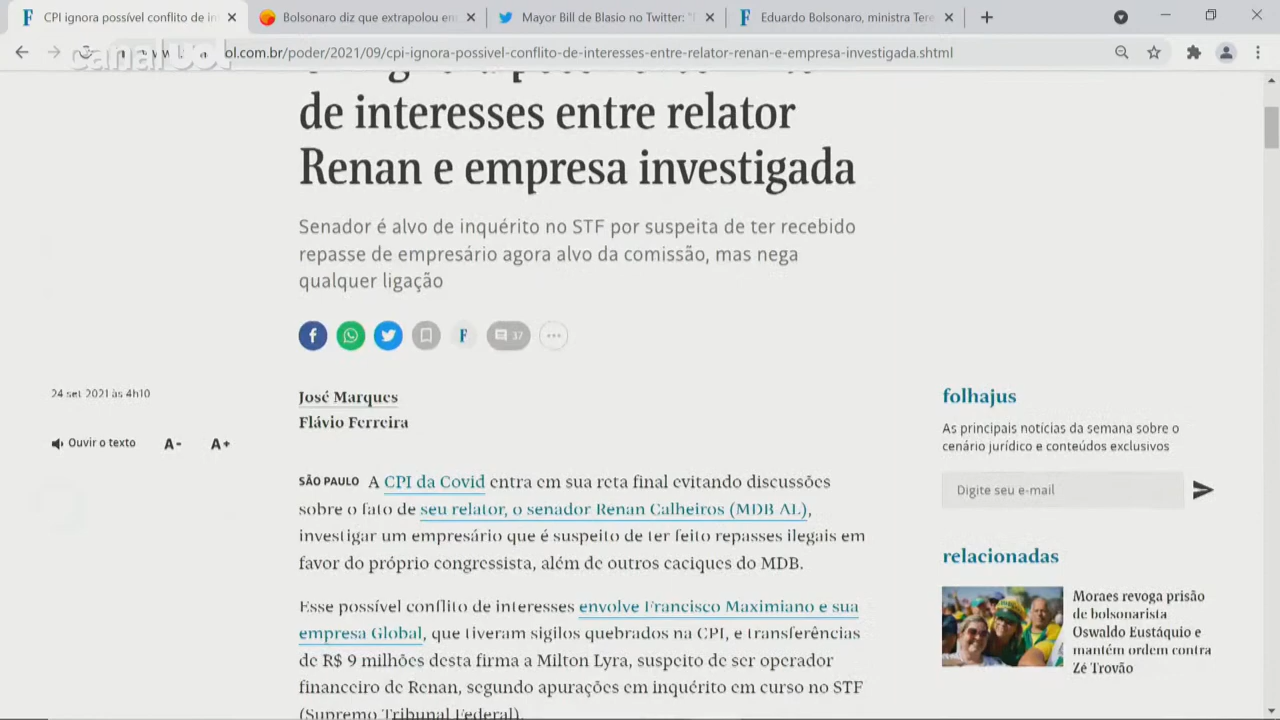 CPI ignora possível conflito de in
Bolsonaro diz que extrapolou em
Mayor Bill de Blasio no Twitter: "I
Eduardo Bolsonaro, ministra Tere
ol.com.br/poder/2021/09/cpi-ignora-possivel-conflito-de-interesses-entre-relator-renan-e-empresa-investigada.shtml
canal
de interesses entre relator
Renan e empresa investigada
Senador é alvo de inquérito no STF por suspeita de ter recebido
repasse de empresário agora alvo da comissão, mas nega
qualquer ligação
37
24 set 2021 às 4h10
Ouvir o texto A- A+
José Marques
Flávio Ferreira
SÃO PAULO A CPI da Covid entra em sua reta final evitando discussões
sobre o fato de seu relator, o senador Renan Calheiros (MDB AL),
investigar um empresário que é suspeito de ter feito repasses ilegais em
favor do próprio congressista, além de outros caciques do MDB.
Esse possível conflito de interesses envolve Francisco Maximiano e sua
empresa Global, que tiveram sigilos quebrados na CPI, e transferências
de R$ 9 milhões desta firma a Milton Lyra, suspeito de ser operador
financeiro de Renan, segundo apurações em inquérito em curso no STF
(Supremo Tribunal Federal).
folhajus
As principais notícias da semana sobre o
cenário jurídico e conteúdos exclusivos
Digite seu e-mail
relacionadas
Moraes revoga prisão
de bolsonarista
Oswaldo Eustáquio e
mantém ordem contra
Zé Trovão